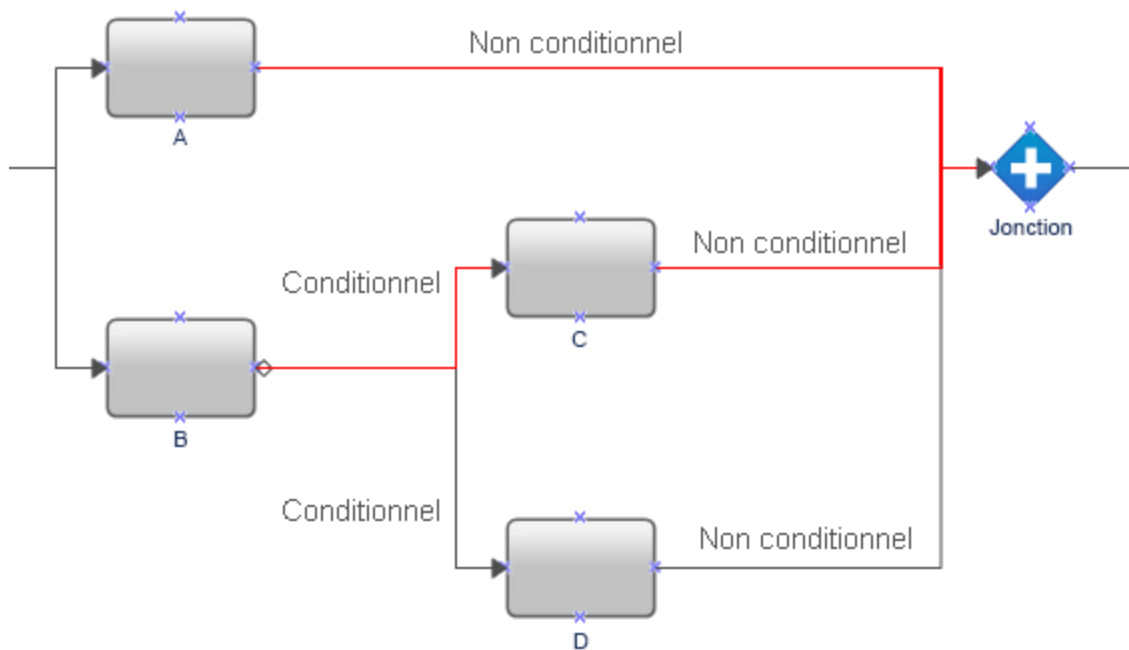 Non conditionnel
A
Jonction
Non conditionnel
Conditionnel
C
B
Conditionnel
Non conditionnel
D